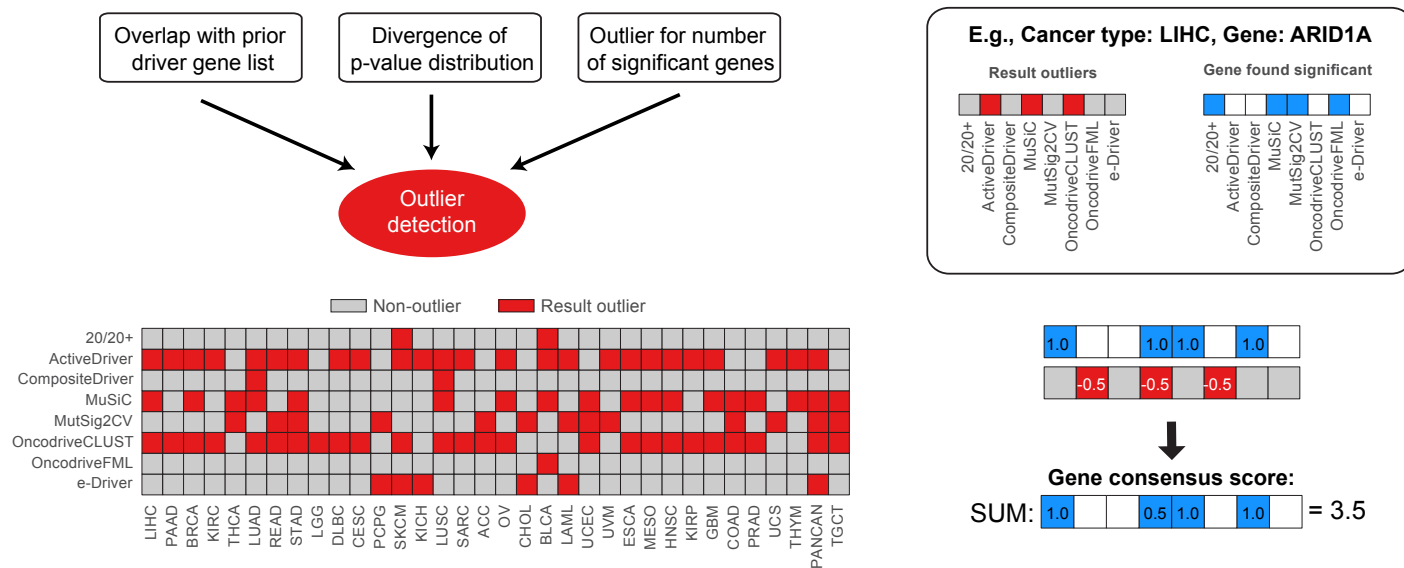 Overlap with prior
driver gene list
Divergence of
p-value distribution
Outlier for number
of significant genes
Outlier
detection
Non-outlier
Result outlier
20/20+
ActiveDriver
CompositeDriver
MuSiC
MutSig2CV
OncodriveCLUST
OncodriveFML
e-Driver
LIHC
PAAD
BRCA
KIRC
THCA
LUAD
READ
STAD
LGG
DLBC
CESC
PCPG
SKCM
KICH
LUSC
SARC
ACC
OV
CHOL
BLCA
LAML
UCEC
UVM
ESCA
MESO
HNSC
KIRP
GBM
COAD
PRAD
UCS
THYM
PANCAN
TGCT
E.g., Cancer type: LIHC, Gene: ARID1A
Result outliers
20/20+
ActiveDriver
CompositeDriver
MuSiC
MutSig2CV
OncodriveCLUST
OncodriveFML
e-Driver
Gene found significant
20/20+
ActiveDriver
CompositeDriver
MuSiC
MutSig2CV
OncodriveCLUST
OncodriveFML
e-Driver
1.0 1.0 1.0 1.0
-0.5 -0.5 -0.5
Gene consensus score:
SUM: 1.0 0.5 1.0 1.0 = 3.5